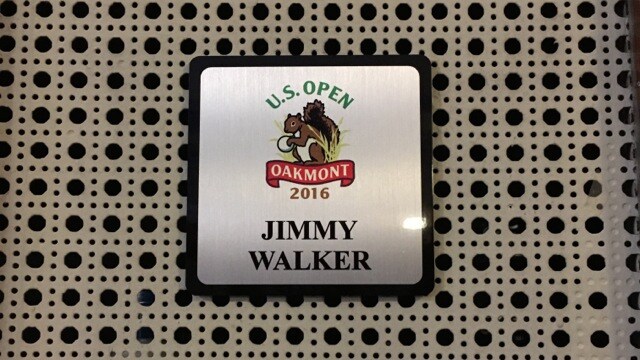 U.S. OPEN
OAKMONT
2016
JIMMY
WALKER